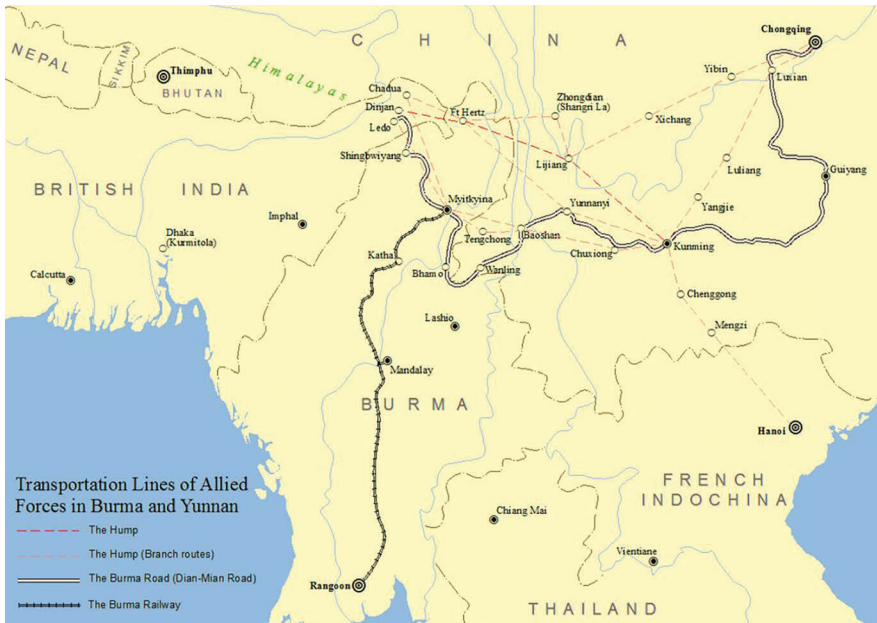 Chongqing
C H I N A
NEPAL
SIKKIM
Thimphu
BHUTAN
Himalayas
Yibin
Luxian
Chadua
Dinjan
Ledo
Ft Hertz
Zhongdian
(Shangri La)
Xichang
Shingbwiyang
Lijiang
Luliang
Guiyang
BRITISH INDIA
Myitkyina
Yunnanyi
Yangjie
Imphal
Dhaka
(Kurmitola)
Tengchong
Baoshan
Chuxiong
Kunming
Katha
Calcutta
Bhamo
Wanling
Chenggong
Lashio
Mengzi
Mandalay
BURMA
Hanoi
Transportation Lines of Allied
Forces in Burma and Yunnan
FRENCH
INDOCHINA
The Hump
Chiang Mai
The Hump (Branch routes)
Vientiane
The Burma Road (Dian-Mian Road)
Rangoon
The Burma Railway
THAILAND